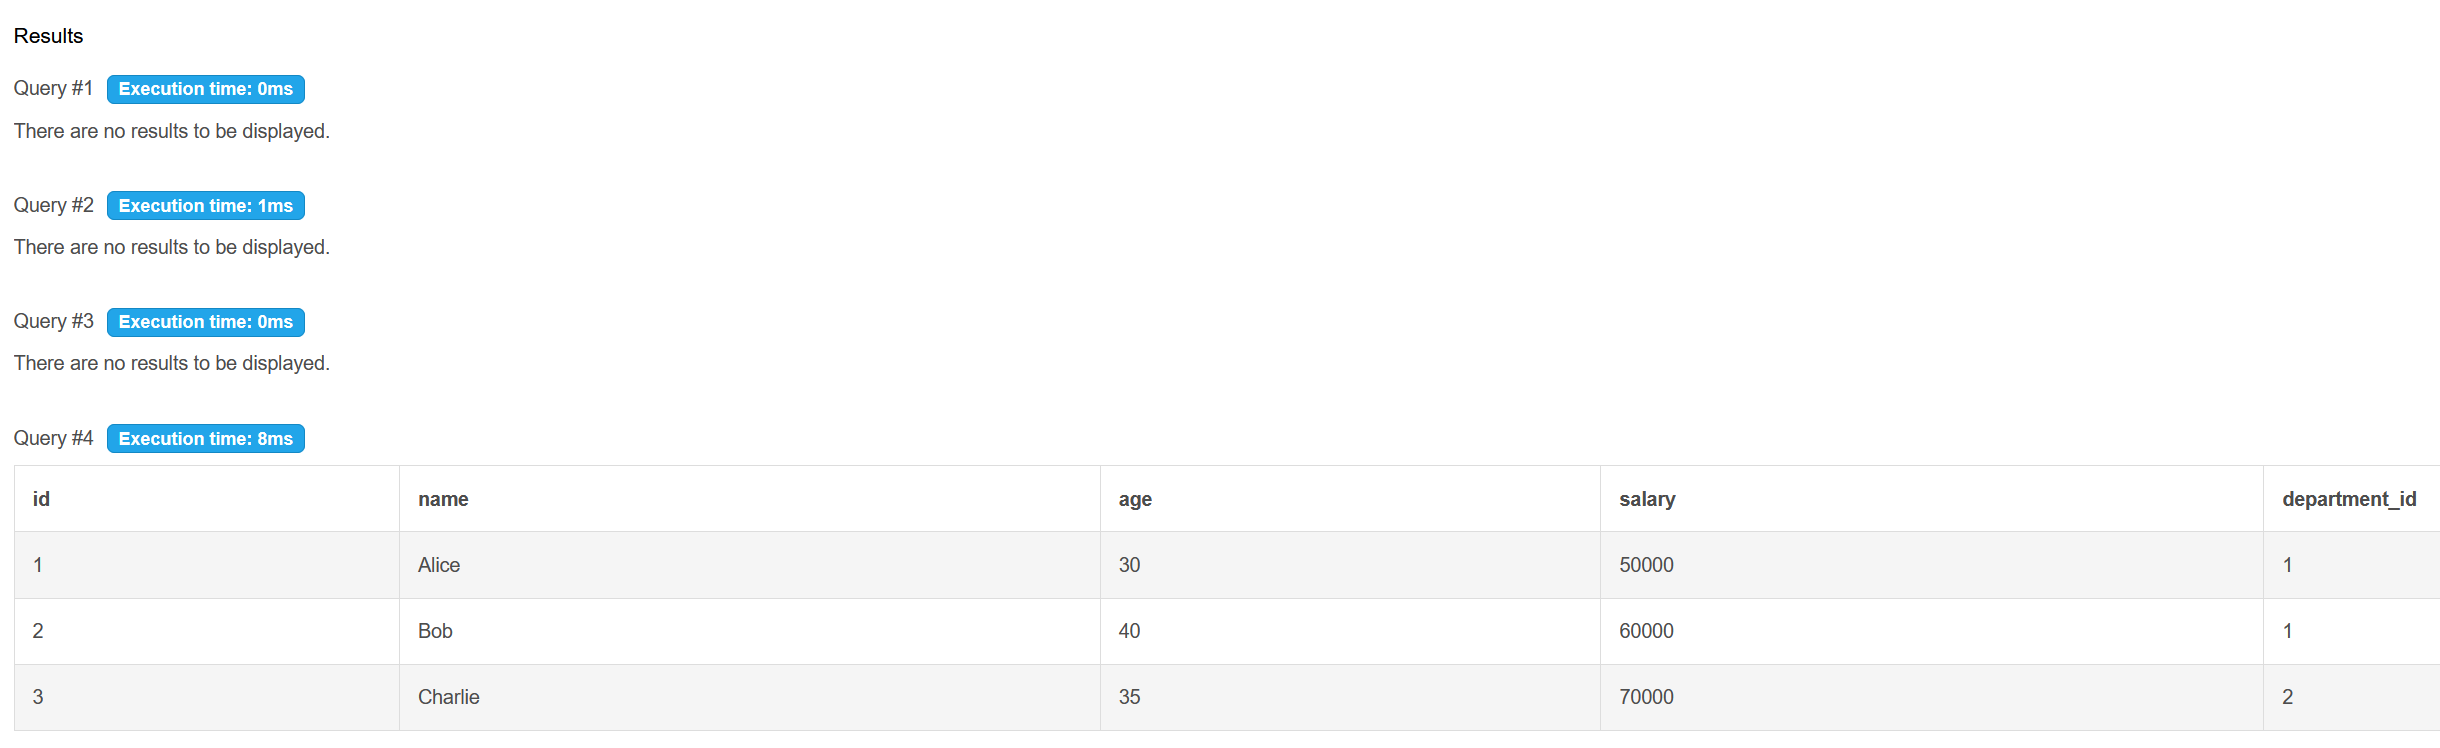 Results
Query #1 Execution time: 0ms
There are no results to be displayed.
Query #2 Execution time: 1ms
There are no results to be displayed.
Query #3 Execution time: 0ms
There are no results to be displayed.
Query #4 Execution time: 8ms
id name age salary department_id
1 Alice 30 50000 1
2 Bob 40 60000 1
3 Charlie 35 70000 2